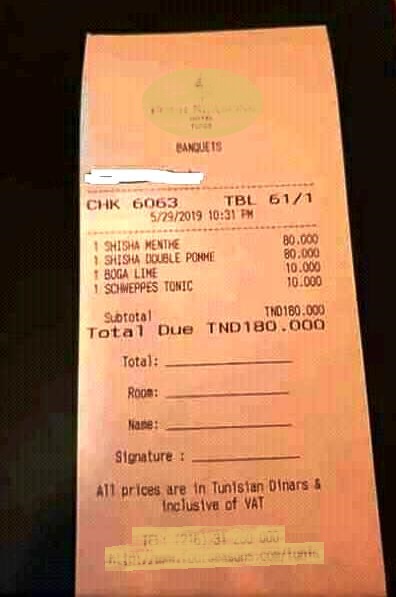 HOTEL
TUNIS
BANQUETS
CHK 6063 TBL 61/1
5/29/2019 10:31 PM
1 SHISHA MENTHE 80.000
1 SHISHA DOUBLE POMME 80.000
1 BOGA LIME 10.000
1 SCHWEPPES TONIC 10.000
Subtotal TND180.000
Total Due TND180.000
Total:
Room:
Name:
Signature :
All prices are in Tunisian Dinars &
Inclusive of VAT